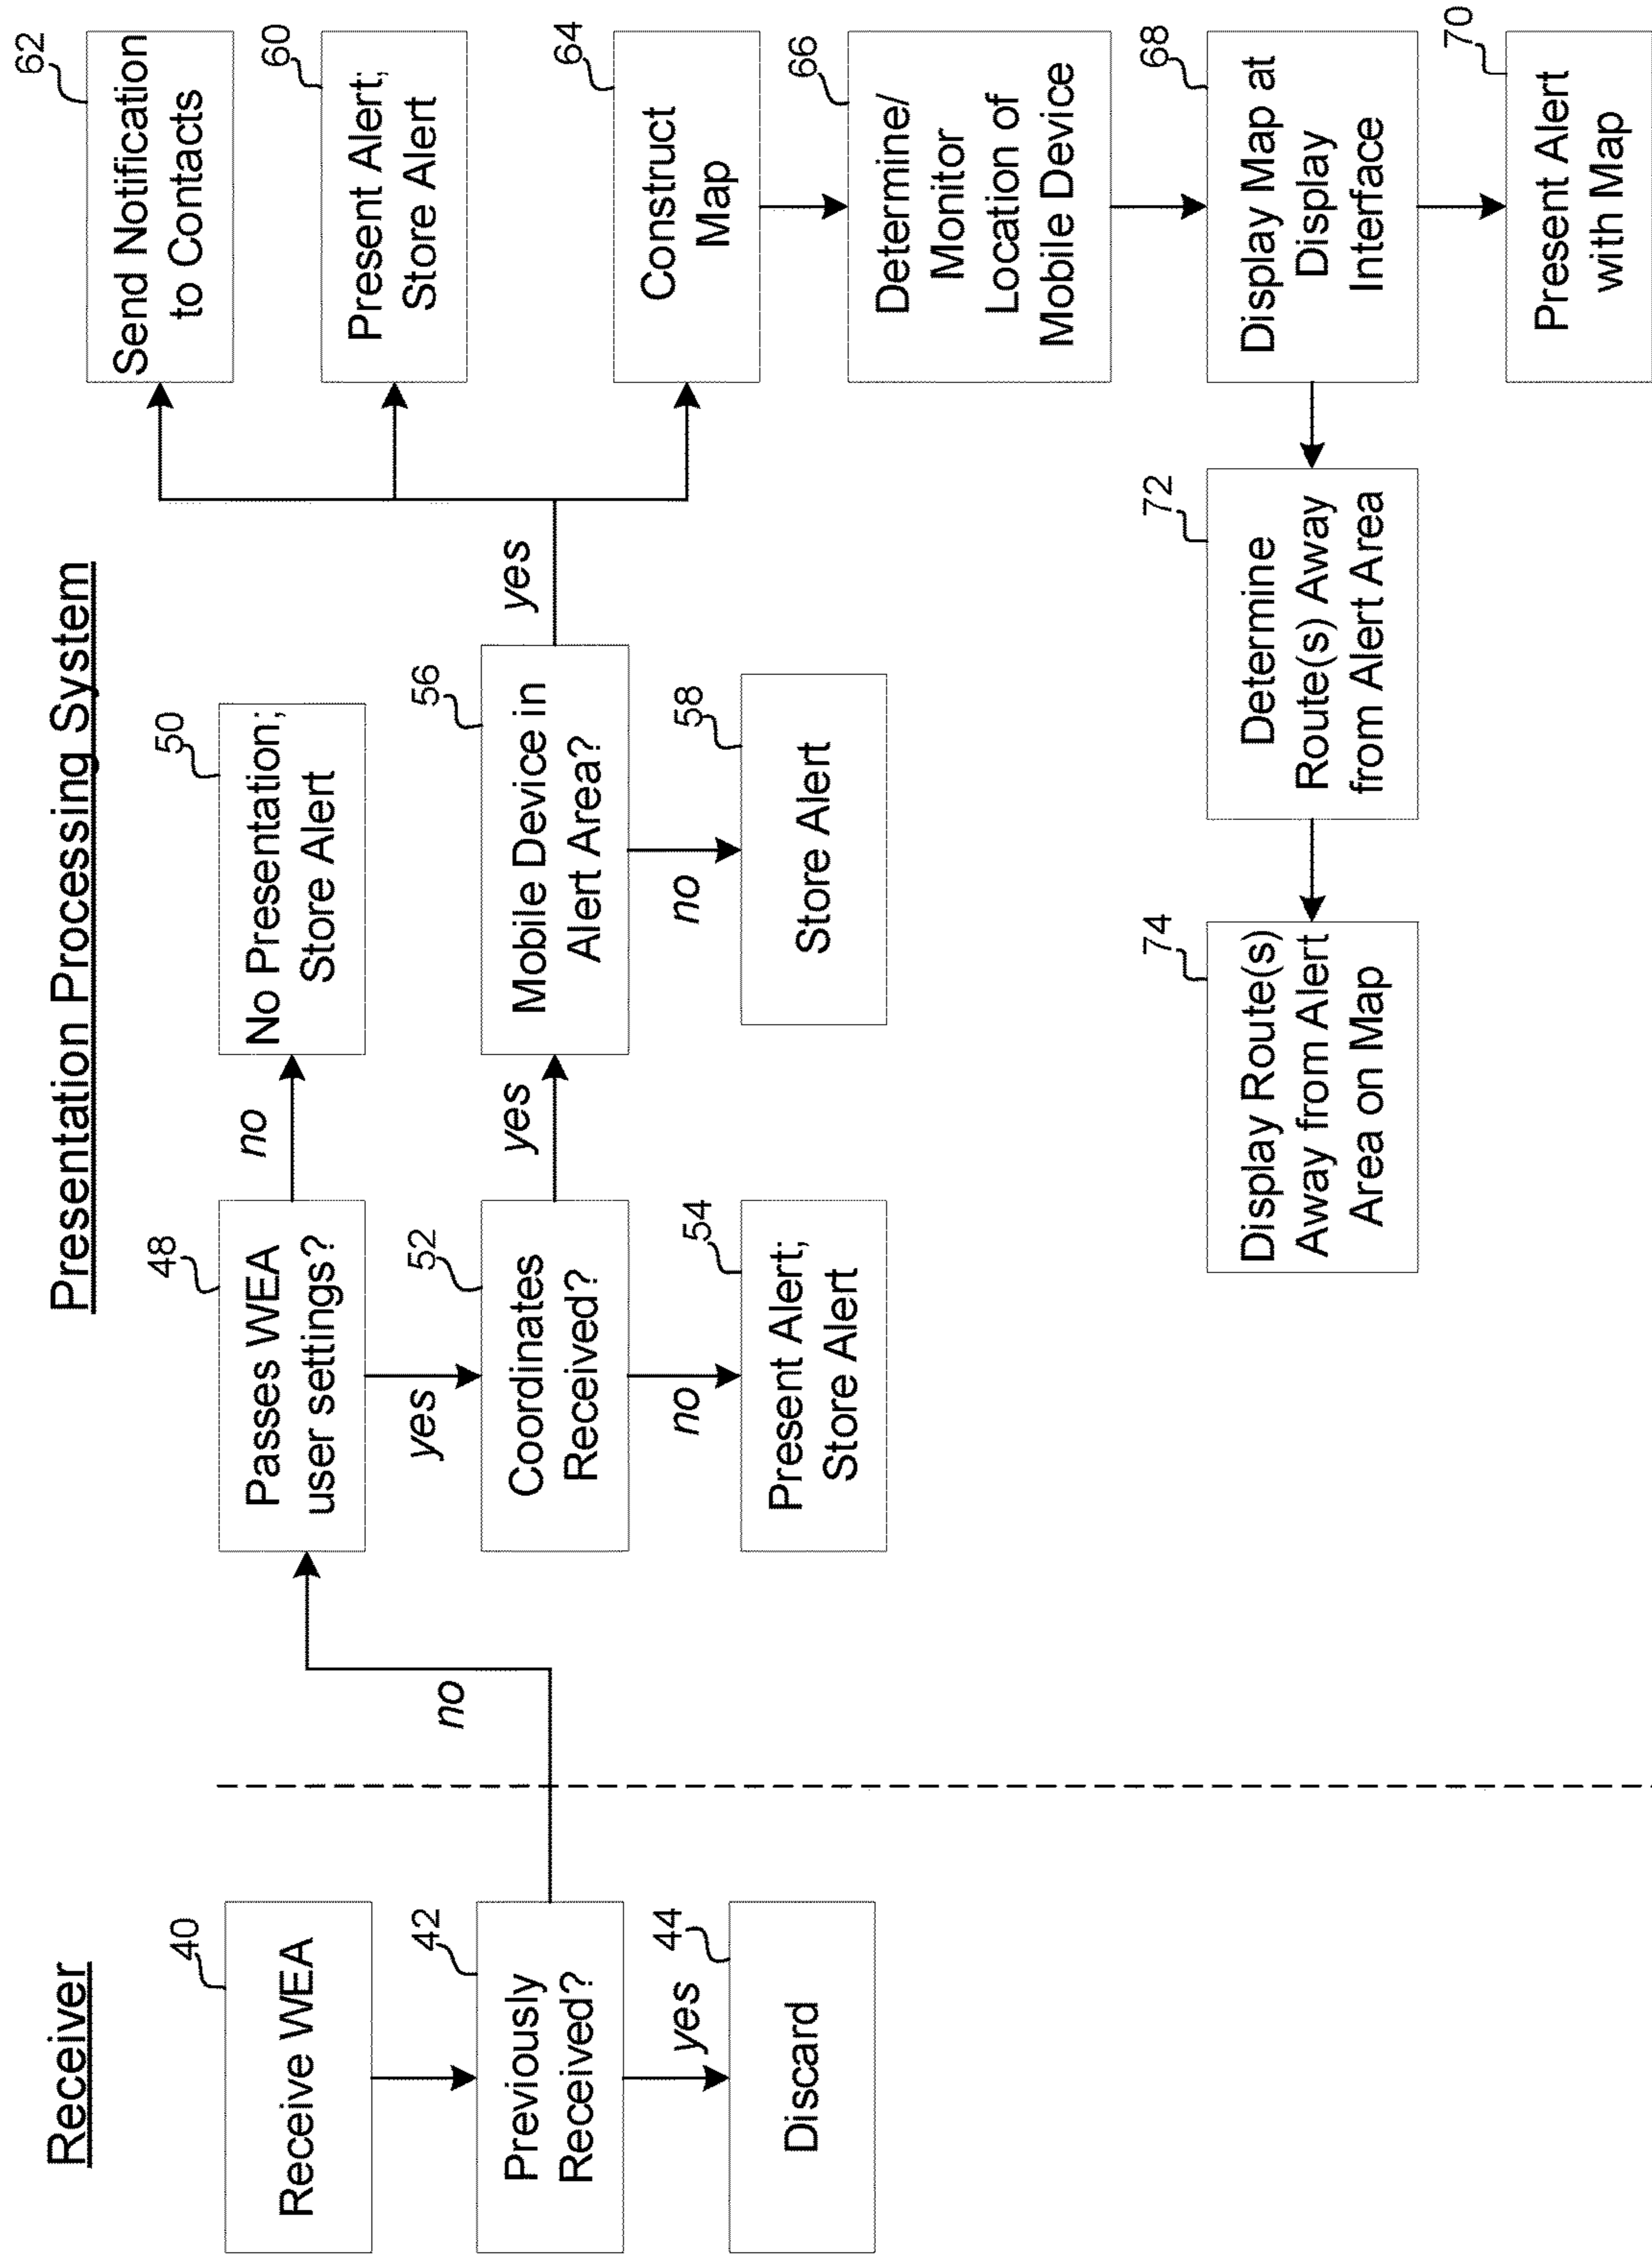 Receiver
40
Receive WEA
42
Previously
Received?
yes
44
Discard
no
Presentation Processing System
48
Passes WEA
user settings?
no
50
No Presentation;
Store Alert
yes
52
Coordinates
Received?
no
54
Present Alert;
Store Alert
yes
56
Mobile Device in
Alert Area?
no
58
Store Alert
yes
62
Send Notification
to Contacts
60
Present Alert;
Store Alert
64
Construct
Map
66
Determine/
Monitor
Location of
Mobile Device
68
Display Map at
Display
Interface
70
Present Alert
with Map
72
Determine
Route(s) Away
from Alert Area
74
Display Route(s)
Away from Alert
Area on Map